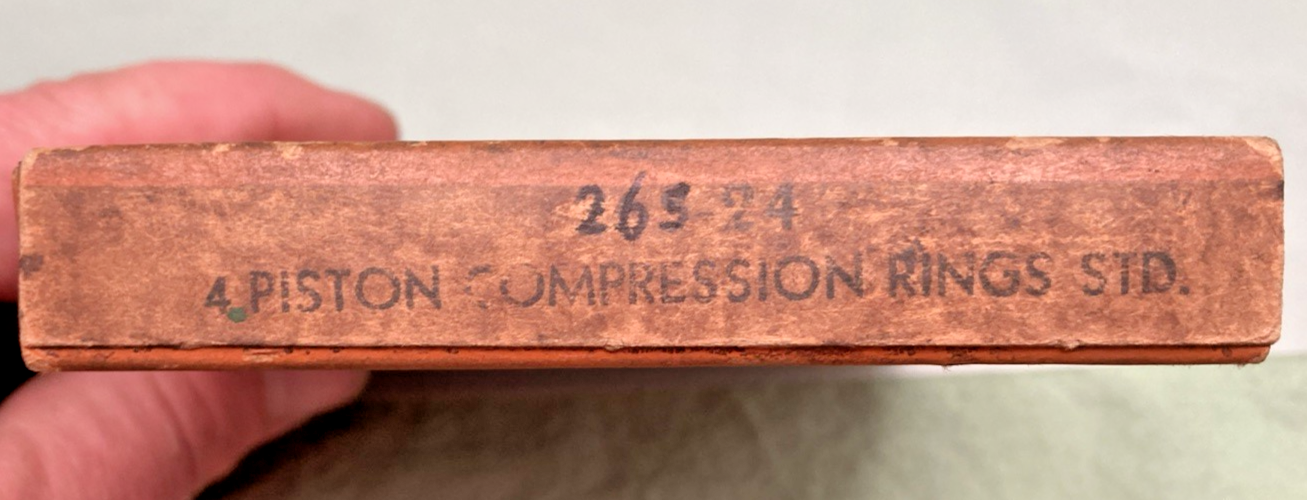 265-24
4 PISTON COMPRESSION RINGS STD.